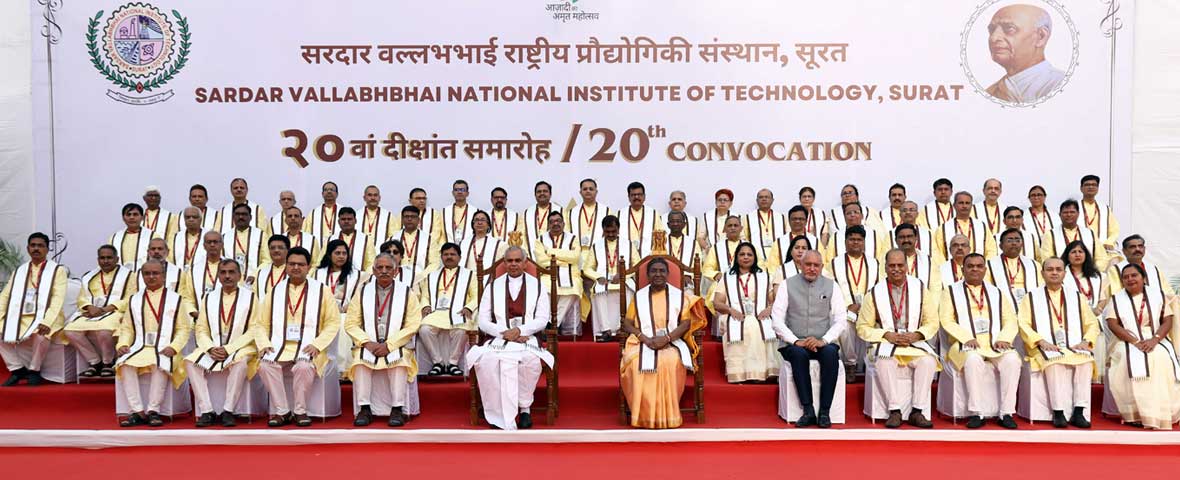 आज़ादी का
अमृत महोत्सव
सरदार वल्लभभाई राष्ट्रीय प्रौद्योगिकी संस्थान, सूरत
SARDAR VALLABHBHAI NATIONAL INSTITUTE OF TECHNOLOGY, SURAT
२० वां दीक्षांत समारोह / 20th CONVOCATION